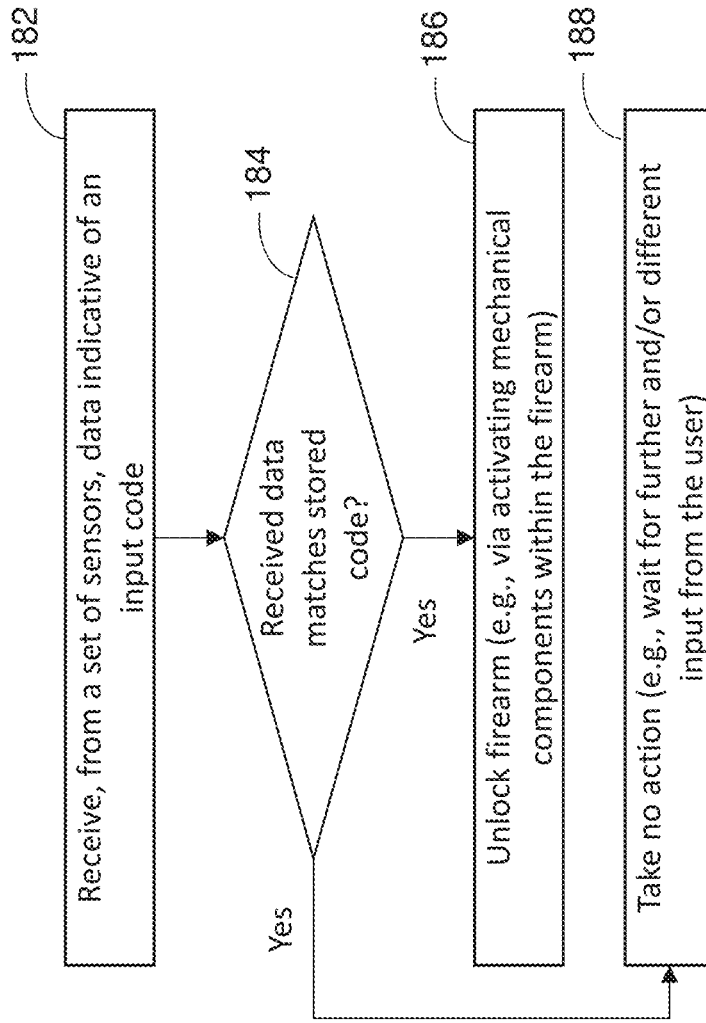 182
Receive, from a set of sensors, data indicative of an
input code
184
Received data
matches stored
code?
Yes
Yes
186
Unlock firearm (e.g., via activating mechanical
components within the firearm)
188
Take no action (e.g., wait for further and/or different
input from the user)